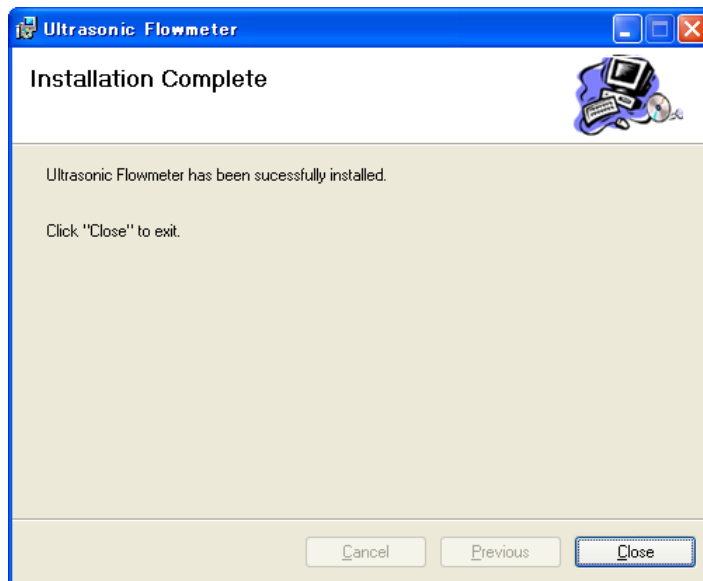 Ultrasonic Flowmeter
Installation Complete
Ultrasonic Flowmeter has been sucessfully installed.
Click "Close" to exit.
Cancel
Previous
Close